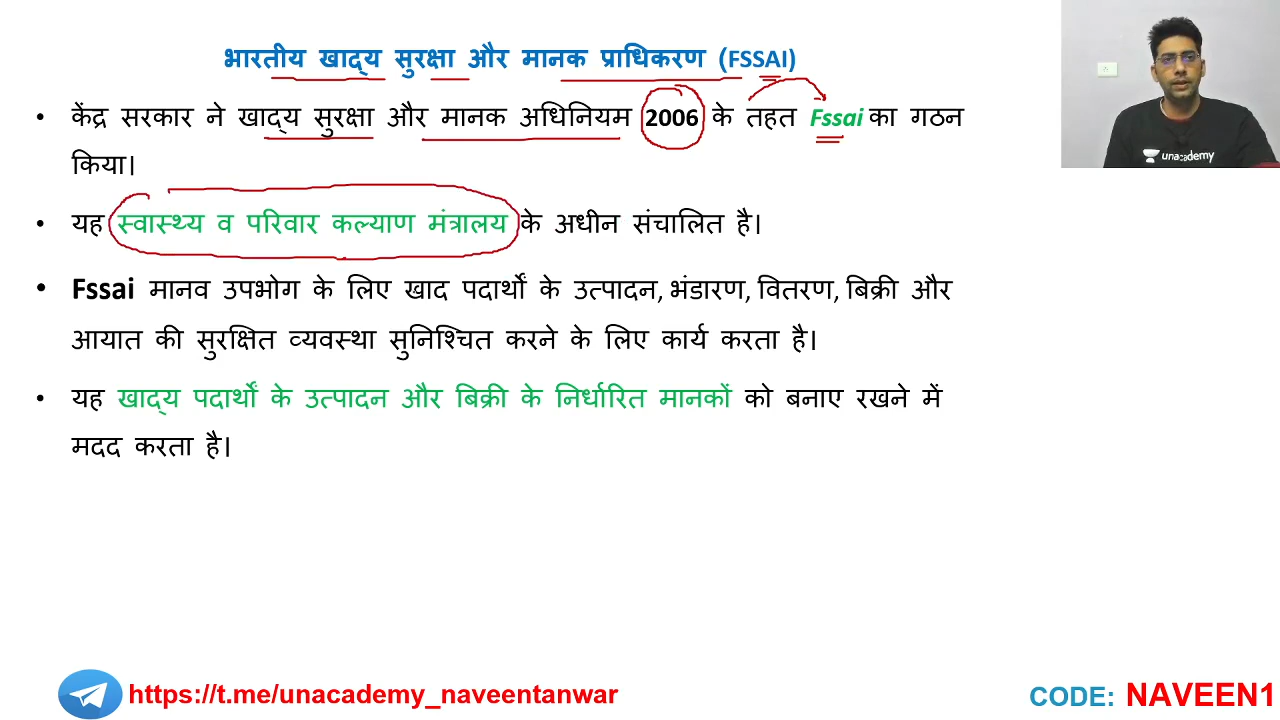 भारतीय खाद्य सुरक्षा और मानक प्राधिकरण (FSSAI)
• केंद्र सरकार ने खाद्य सुरक्षा और मानक अधिनियम 2006 के तहत Fssai का गठन
किया।
• यह स्वास्थ्य व परिवार कल्याण मंत्रालय के अधीन संचालित है।
• Fssai मानव उपभोग के लिए खाद पदार्थों के उत्पादन, भंडारण, वितरण, बिक्री और
आयात की सुरक्षित व्यवस्था सुनिश्चित करने के लिए कार्य करता है।
• यह खाद्य पदार्थों के उत्पादन और बिक्री के निर्धारित मानकों को बनाए रखने में
मदद करता है।
unacademy
https://t.me/unacademy_naveentanwar
CODE: NAVEEN1